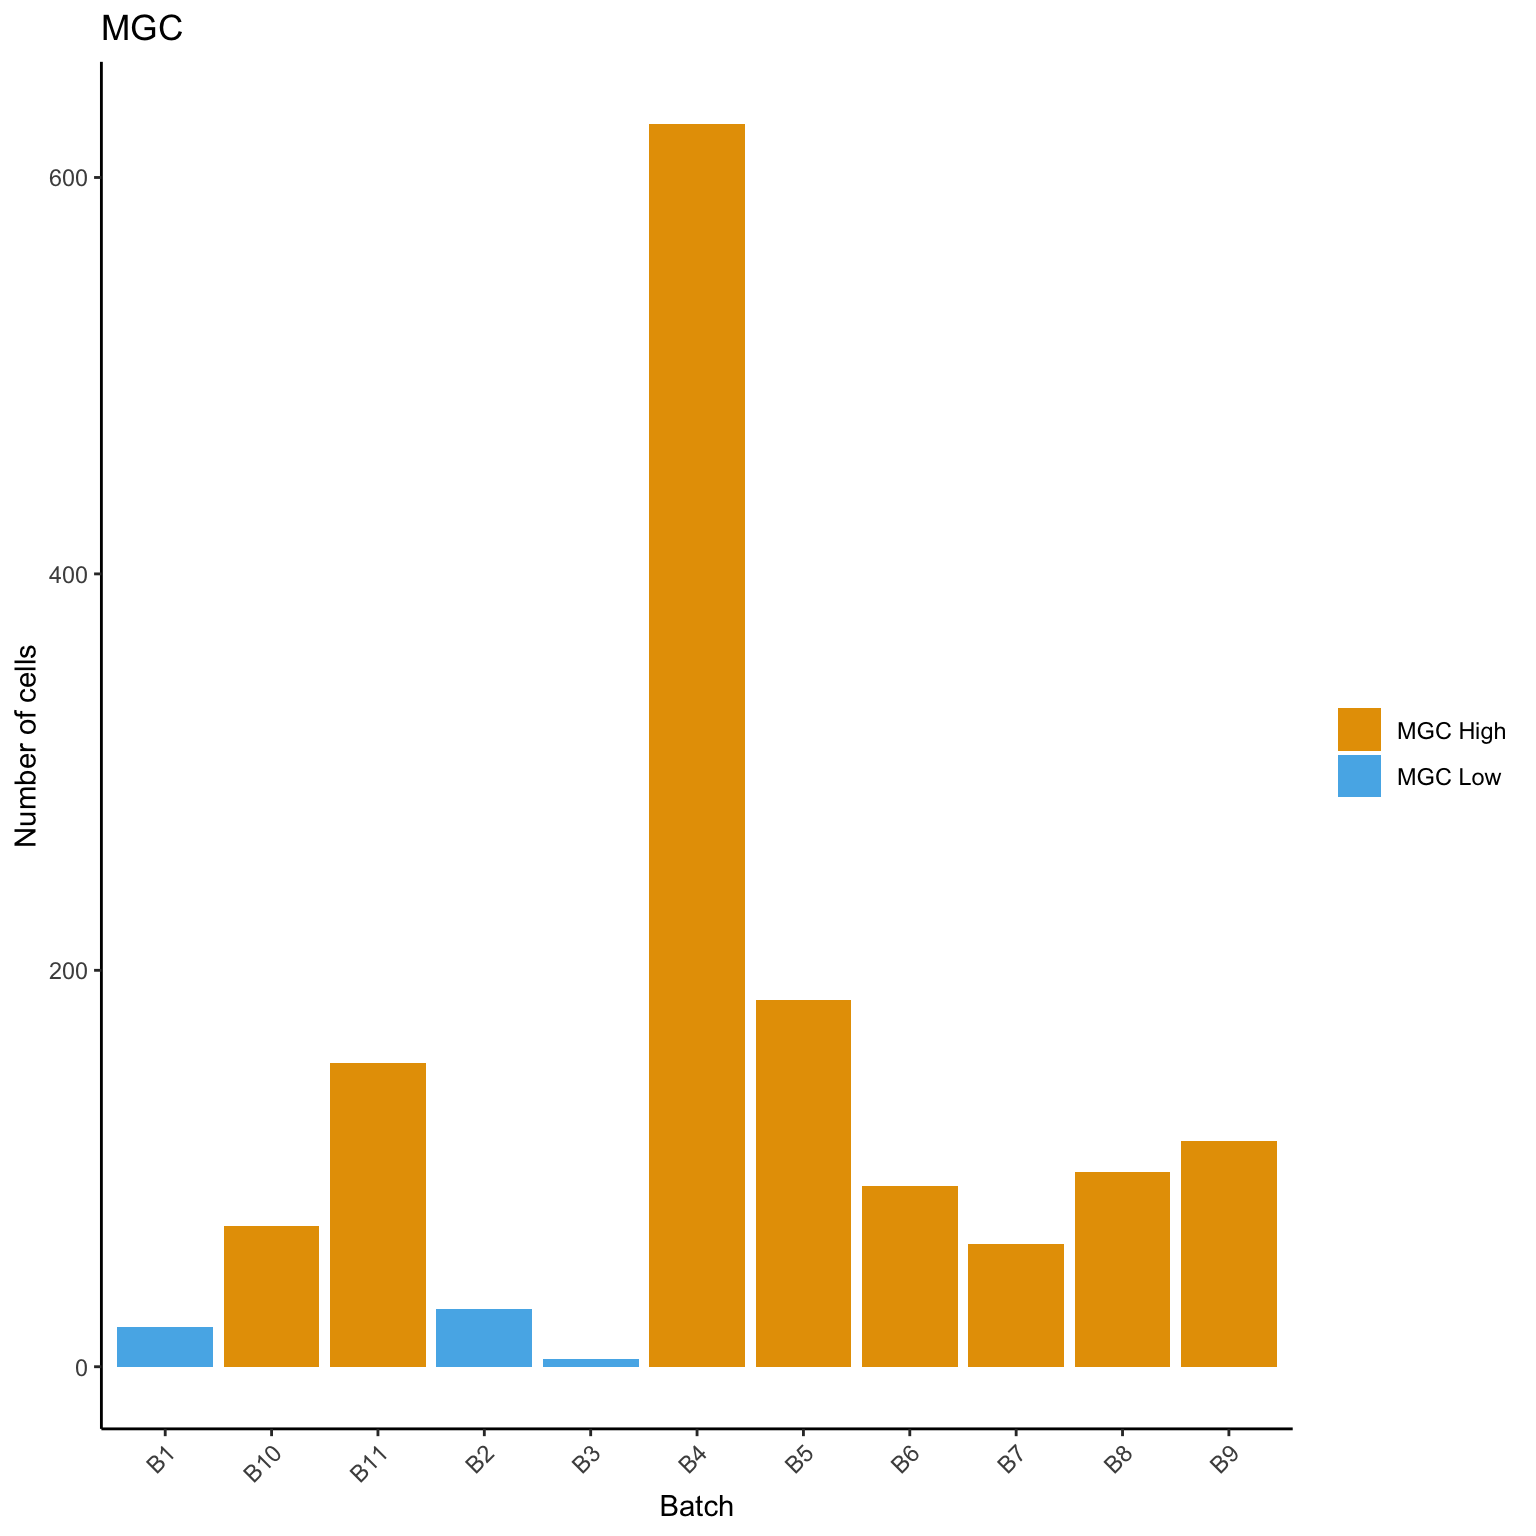 MGC
600
400
200
0
Number of cells
B1 B10 B11 B2 B3 B4 B5 B6 B7 B8 B9
Batch
MGC High
MGC Low